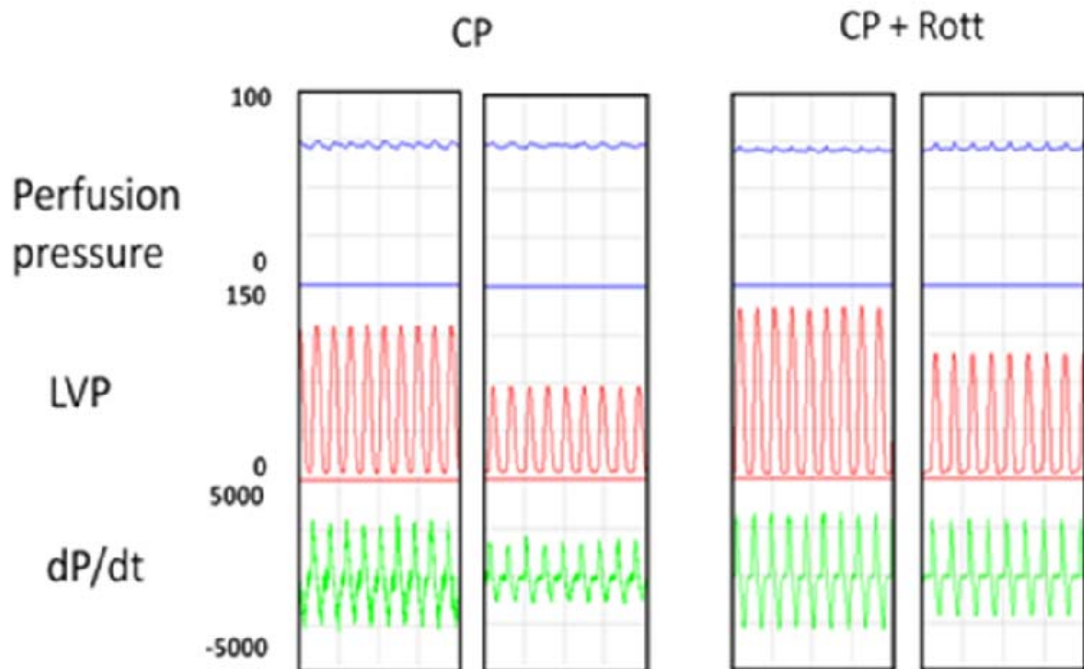 CP
CP + Rott
100
Perfusion
pressure
0
150
LVP
0
5000
dP/dt
-5000